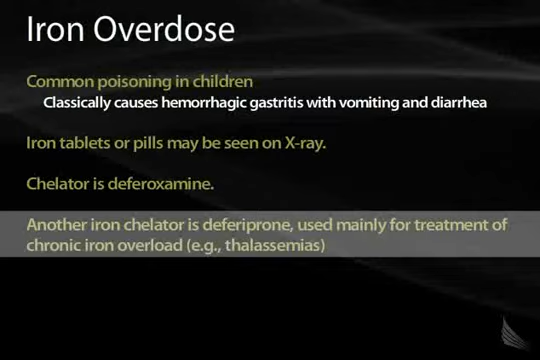 Iron Overdose
Common poisoning in children
Classically causes hemorrhagic gastritis with vomiting and diarrhea
Iron tablets or pills may be seen on X-ray.
Chelator is deferoxamine.
Another iron chelator is deferiprone, used mainly for treatment of
chronic iron overload (e.g., thalassemias)